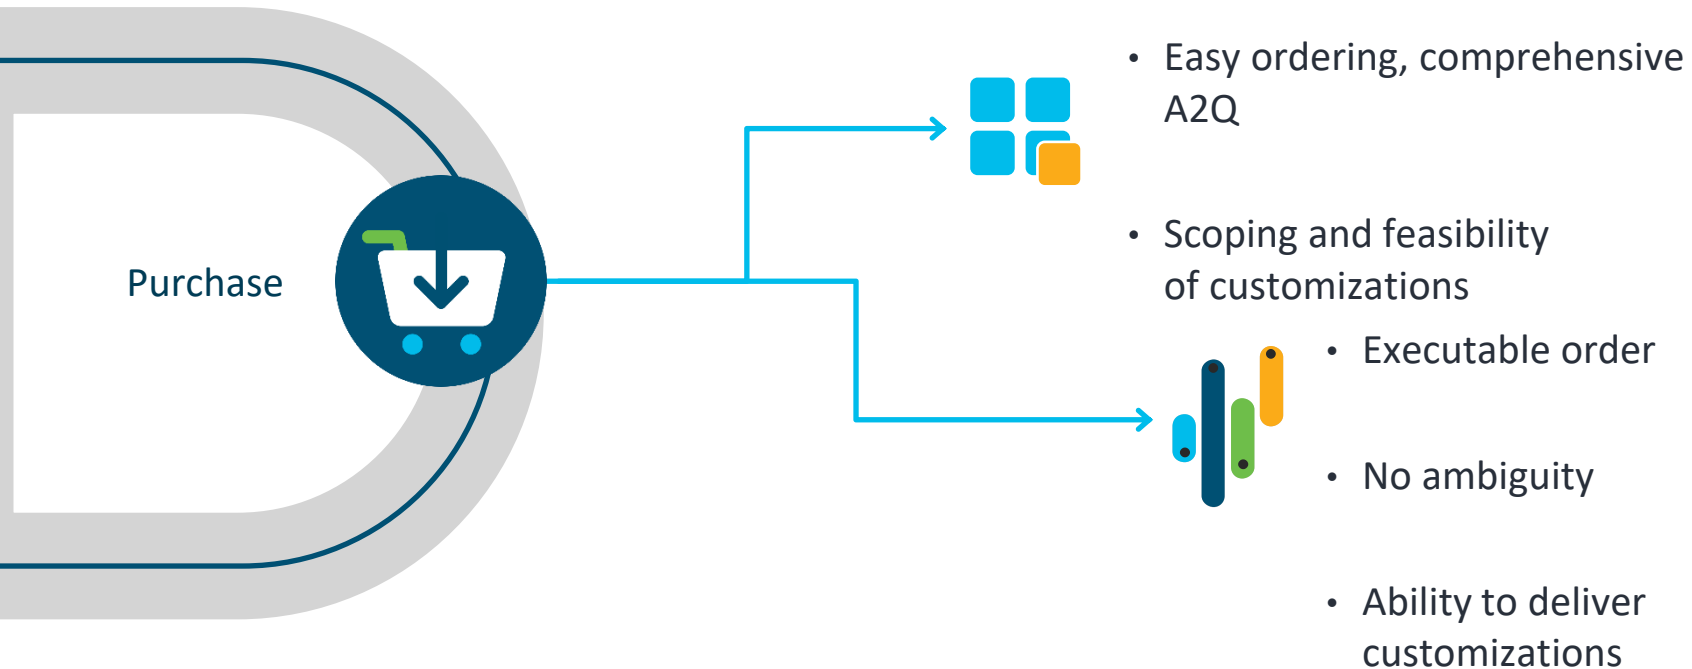 Purchase
• Easy ordering, comprehensive
A2Q
• Scoping and feasibility
of customizations
• Executable order
• No ambiguity
• Ability to deliver
customizations